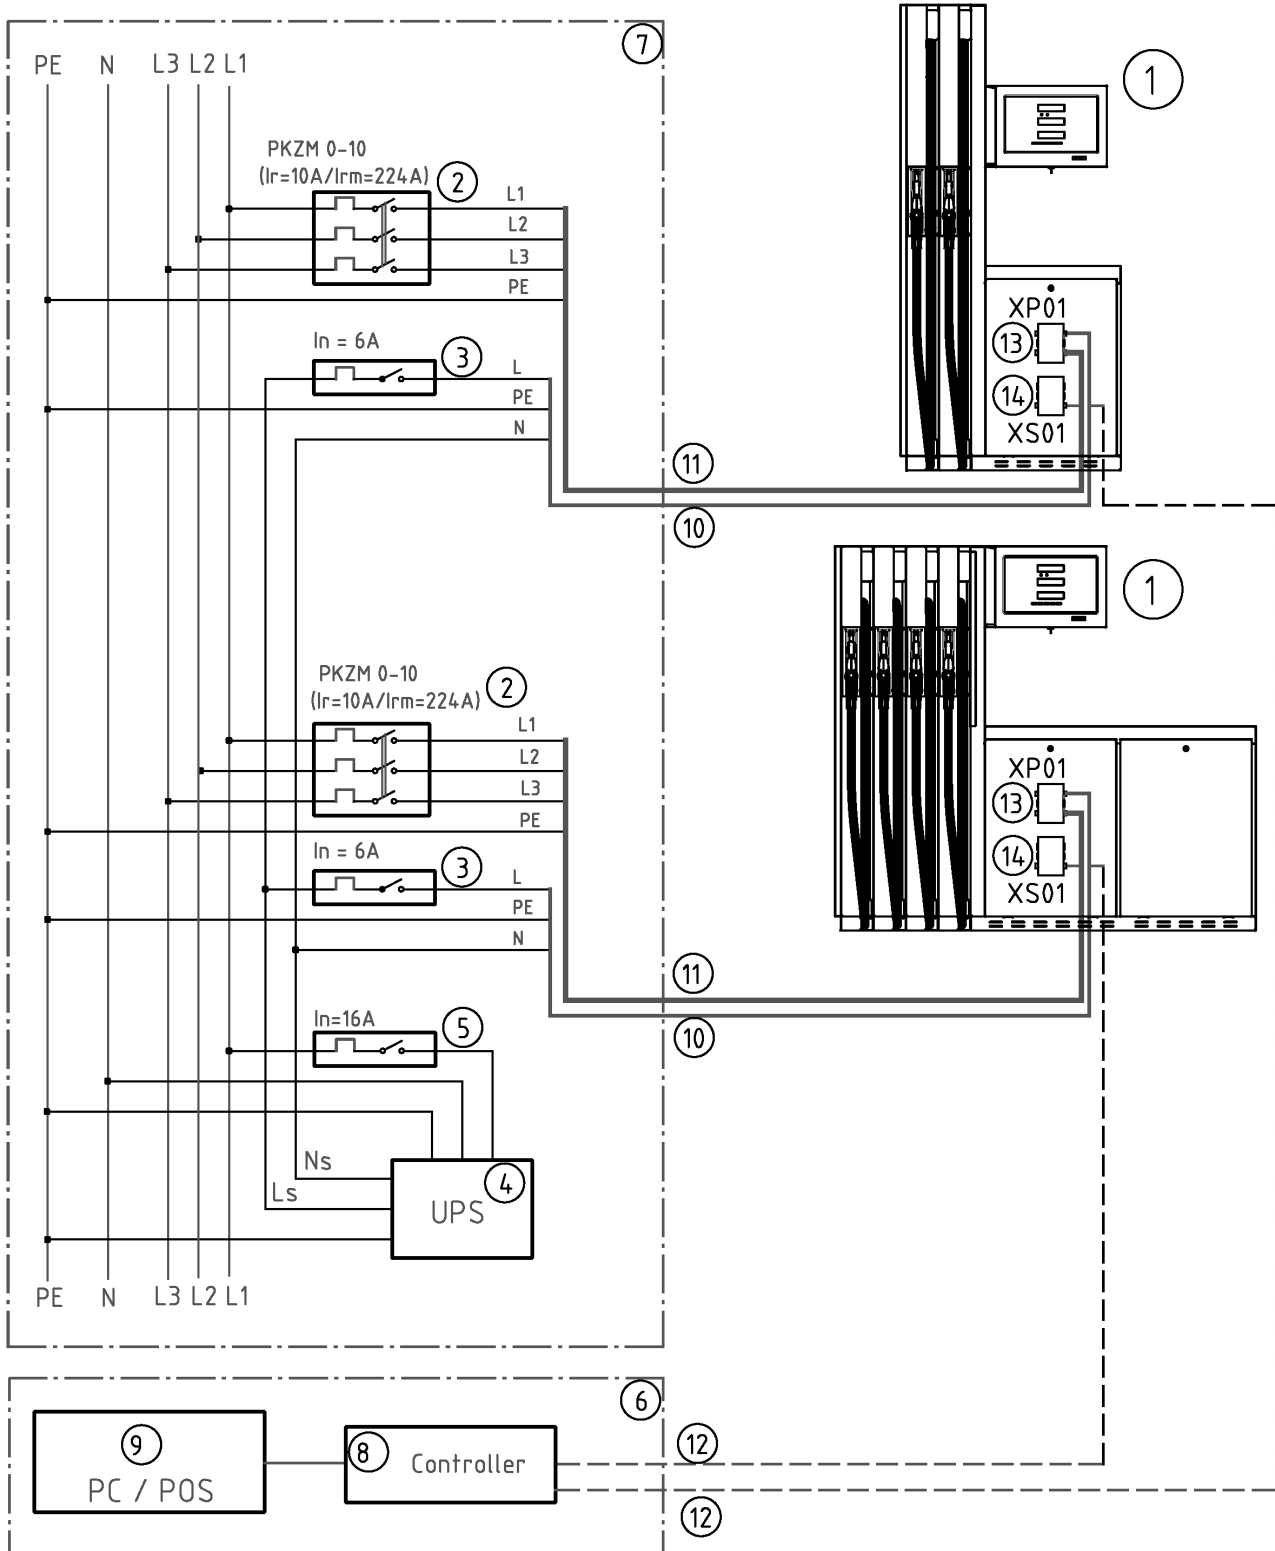 7
PE N L3 L2 L1
1
PKZM 0-10
(Ir=10A/Irm=224A)
2
L1
L2
L3
PE
XP01
13
In = 6A
3
L
PE
N
14
XS01
11
10
1
PKZM 0-10
(Ir=10A/Irm=224A)
2
L1
L2
L3
PE
XP01
13
In = 6A
3
L
PE
N
14
XS01
11
10
In=16A
5
Ns
Ls
4
UPS
PE N L3 L2 L1
6
9
PC / POS
8
Controller
12
12